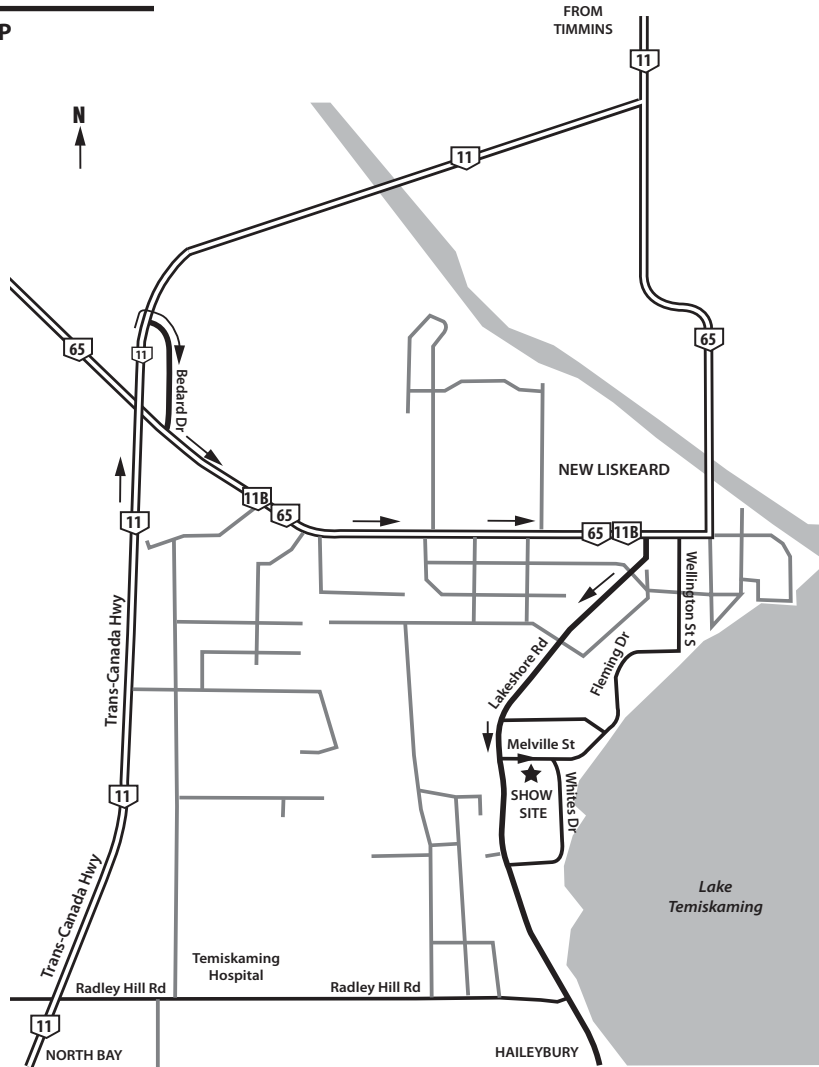 P
FROM
TIMMINS
11
N
11
65
11
65
Bedard Dr
11B
65
NEW LISKEARD
11
65
11B
Wellington St S
Trans-Canada Hwy
Lakeshore Rd
Fleming Dr
Melville St
SHOW
SITE
Whites Dr
11
Trans-Canada Hwy
Lake
Temiskaming
Temiskaming
Hospital
Radley Hill Rd
Radley Hill Rd
11
NORTH BAY
HAILEYBURY